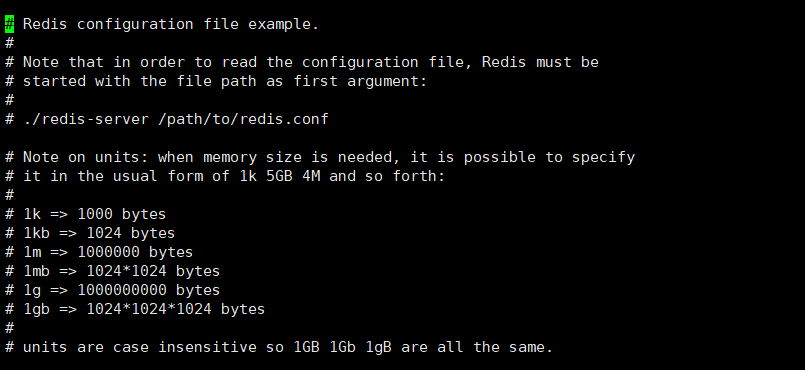 # Redis configuration file example.
#
# Note that in order to read the configuration file, Redis must be
# started with the file path as first argument:
#
# ./redis-server /path/to/redis.conf

# Note on units: when memory size is needed, it is possible to specify
# it in the usual form of 1k 5GB 4M and so forth:
#
# 1k => 1000 bytes
# 1kb => 1024 bytes
# 1m => 1000000 bytes
# 1mb => 1024*1024 bytes
# 1g => 1000000000 bytes
# 1gb => 1024*1024*1024 bytes
#
# units are case insensitive so 1GB 1Gb 1gB are all the same.